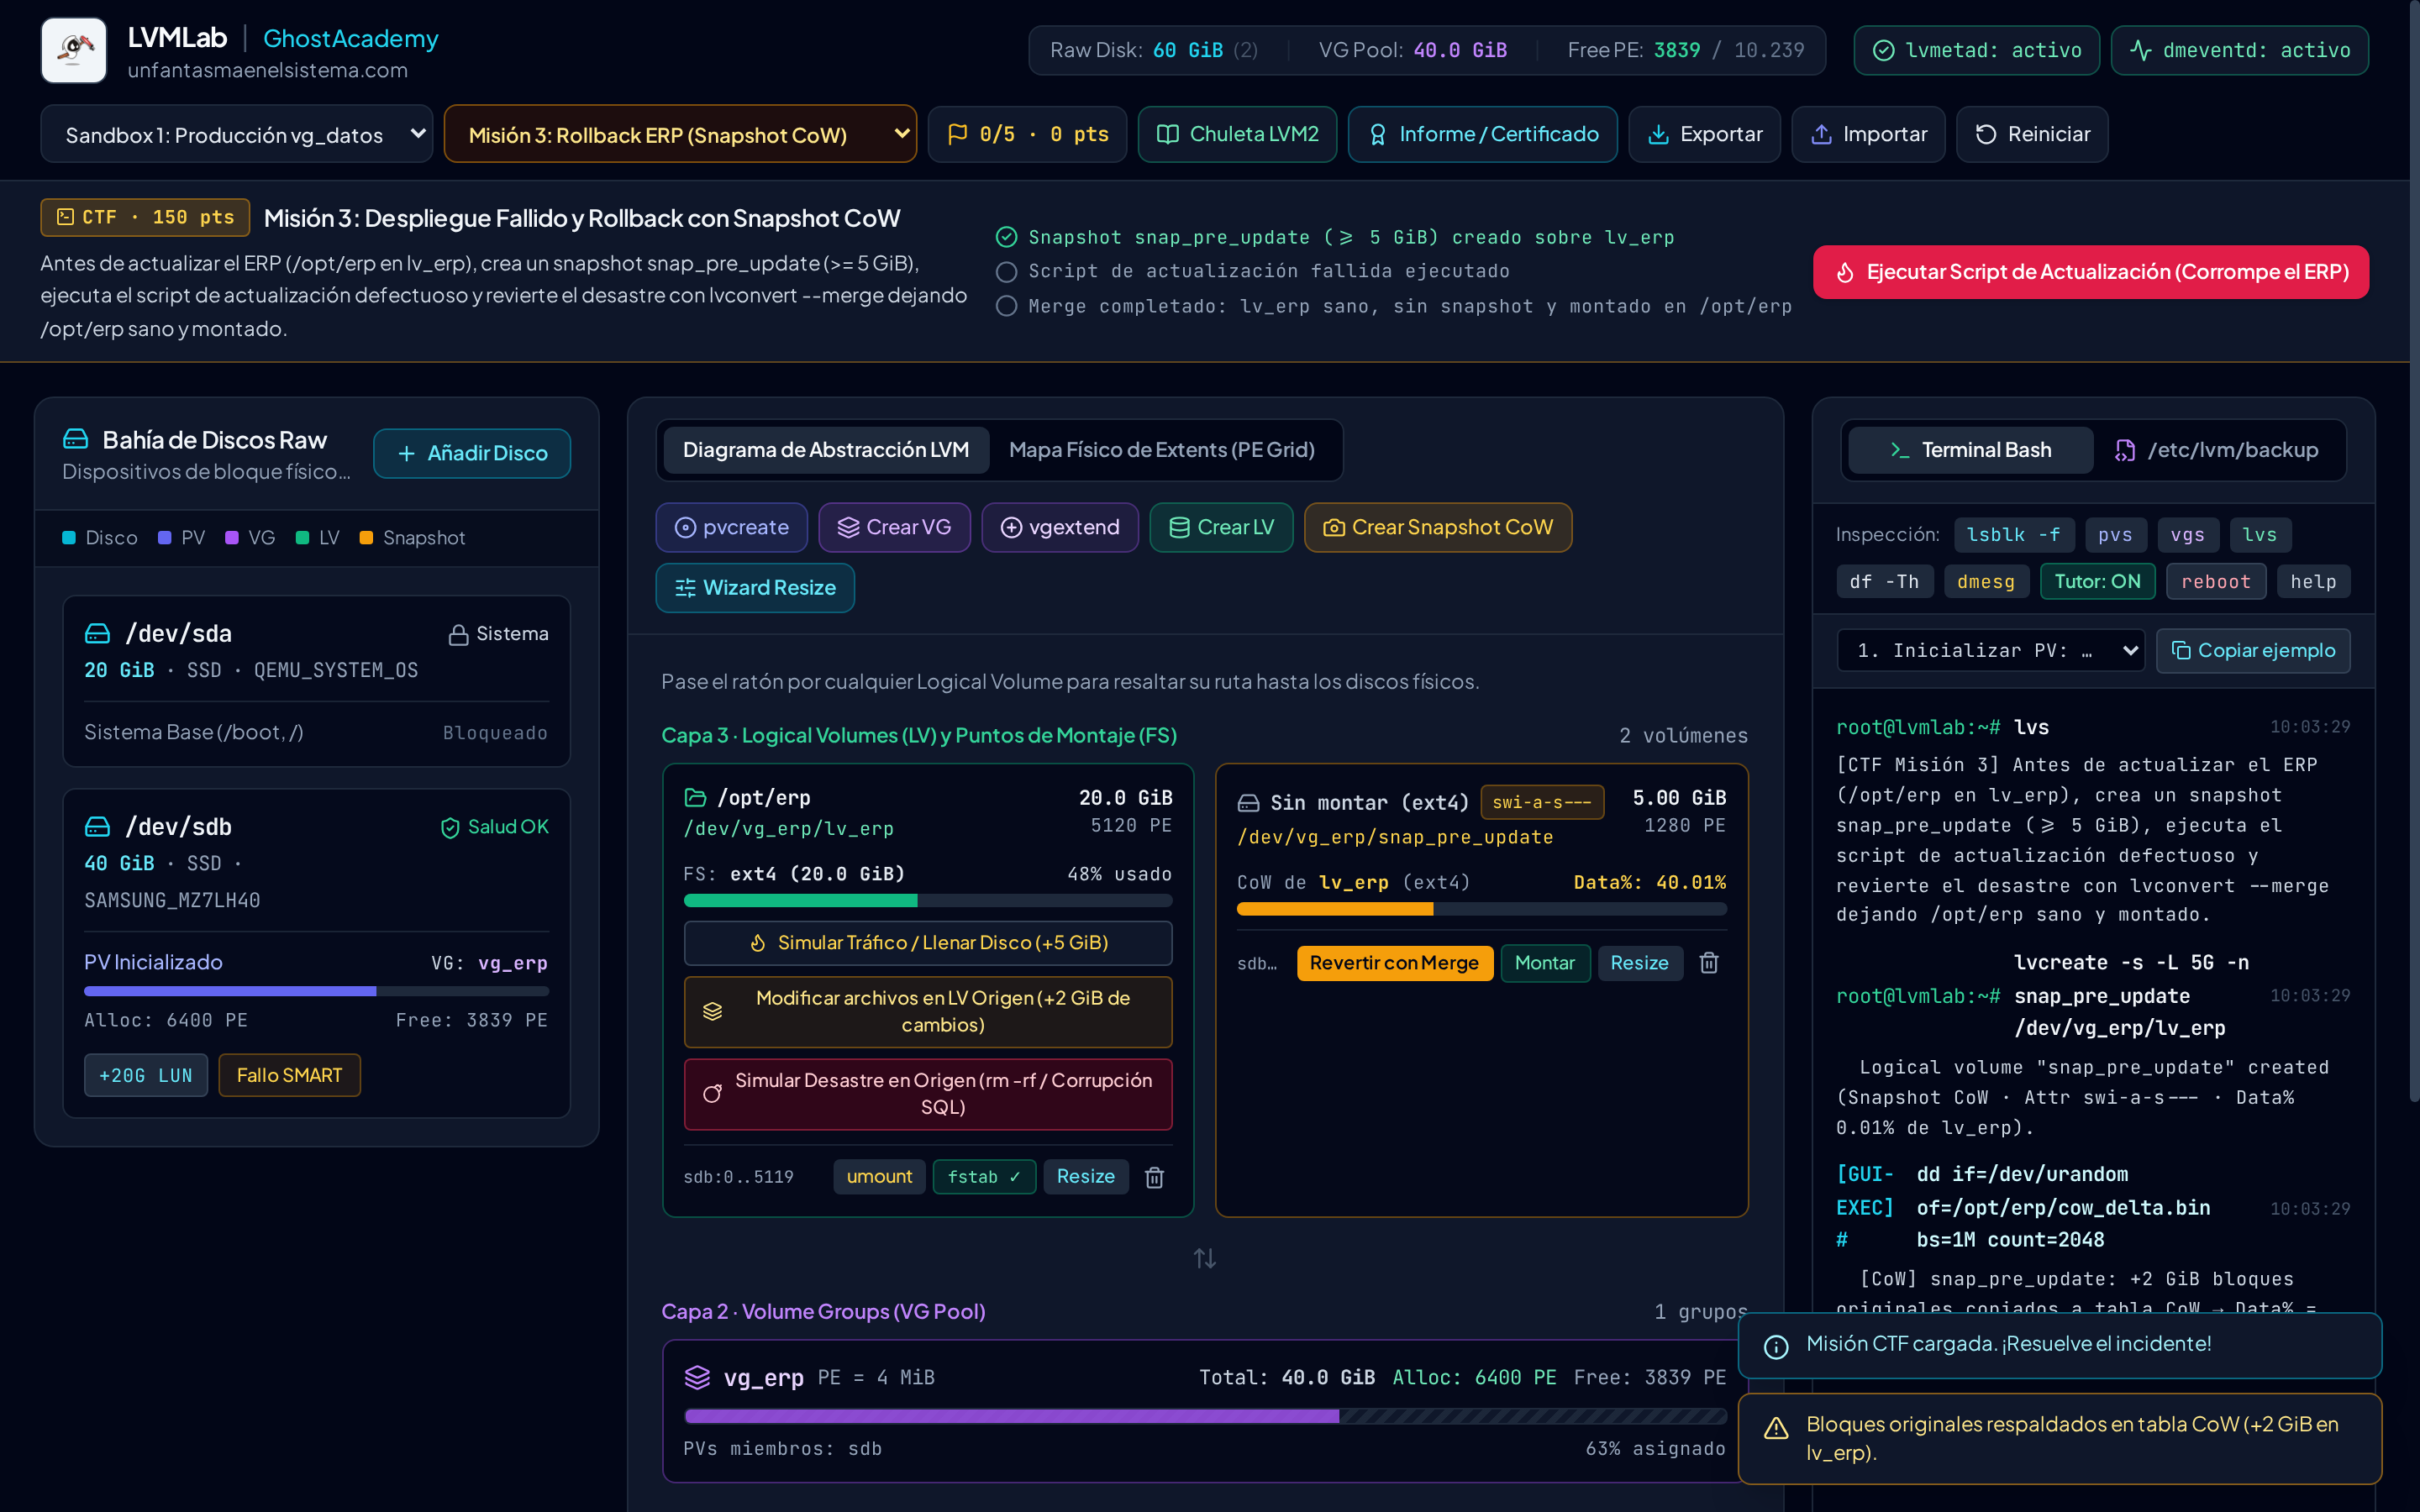 LVMLab | GhostAcademy
unfantasmaenelsistema.com
Raw Disk: 60 GiB (2)
VG Pool: 40.0 GiB
Free PE: 3839 / 10.239
lvmetad: activo
dmeventd: activo
Sandbox 1: Producción vg_datos
Misión 3: Rollback ERP (Snapshot CoW)
0/5 · 0 pts
Chuleta LVM2
Informe / Certificado
Exportar
Importar
Reiniciar
CTF · 150 pts
Misión 3: Despliegue Fallido y Rollback con Snapshot CoW
Antes de actualizar el ERP (/opt/erp en lv_erp), crea un snapshot snap_pre_update (>= 5 GiB),
ejecuta el script de actualización defectuoso y revierte el desastre con lvconvert --merge dejando
/opt/erp sano y montado.
Snapshot snap_pre_update (⩾ 5 GiB) creado sobre lv_erp
Script de actualización fallida ejecutado
Merge completado: lv_erp sano, sin snapshot y montado en /opt/erp
Ejecutar Script de Actualización (Corrompe el ERP)
Bahía de Discos Raw
Dispositivos de bloque físico...
Añadir Disco
Disco
PV
VG
LV
Snapshot
/dev/sda
Sistema
20 GiB · SSD · QEMU_SYSTEM_OS
Sistema Base (/boot, /)
Bloqueado
/dev/sdb
Salud OK
40 GiB · SSD ·
SAMSUNG_MZ7LH40
PV Inicializado
VG: vg_erp
Alloc: 6400 PE
Free: 3839 PE
+20G LUN
Fallo SMART
Diagrama de Abstracción LVM
Mapa Físico de Extents (PE Grid)
pvcreate
Crear VG
vgextend
Crear LV
Crear Snapshot CoW
Wizard Resize
Pase el ratón por cualquier Logical Volume para resaltar su ruta hasta los discos físicos.
Capa 3 · Logical Volumes (LV) y Puntos de Montaje (FS)
2 volúmenes
/opt/erp
20.0 GiB
/dev/vg_erp/lv_erp
5120 PE
FS: ext4 (20.0 GiB)
48% usado
Simular Tráfico / Llenar Disco (+5 GiB)
Modificar archivos en LV Origen (+2 GiB de
cambios)
Simular Desastre en Origen (rm -rf / Corrupción
SQL)
sdb:0..5119
umount
fstab ✓
Resize
Sin montar (ext4)
swi-a-s---
5.00 GiB
/dev/vg_erp/snap_pre_update
1280 PE
CoW de lv_erp (ext4)
Data%: 40.01%
sdb…
Revertir con Merge
Montar
Resize
Capa 2 · Volume Groups (VG Pool)
1 grupos
vg_erp PE = 4 MiB
Total: 40.0 GiB Alloc: 6400 PE Free: 3839 PE
PVs miembros: sdb
63% asignado
Terminal Bash
/etc/lvm/backup
Inspección:
lsblk -f
pvs
vgs
lvs
df -Th
dmesg
Tutor: ON
reboot
help
1. Inicializar PV: …
Copiar ejemplo
root@lvmlab:~# lvs
10:03:29
[CTF Misión 3] Antes de actualizar el ERP
(/opt/erp en lv_erp), crea un snapshot
snap_pre_update (⩾ 5 GiB), ejecuta el
script de actualización defectuoso y
revierte el desastre con lvconvert --merge
dejando /opt/erp sano y montado.
lvcreate -s -L 5G -n
root@lvmlab:~# snap_pre_update
10:03:29
/dev/vg_erp/lv_erp
Logical volume "snap_pre_update" created
(Snapshot CoW · Attr swi-a-s--- · Data%
0.01% de lv_erp).
[GUI- dd if=/dev/urandom
EXEC] of=/opt/erp/cow_delta.bin
10:03:29
# bs=1M count=2048
[CoW] snap_pre_update: +2 GiB bloques
originales copiados a tabla CoW → Data% =
Misión CTF cargada. ¡Resuelve el incidente!
Bloques originales respaldados en tabla CoW (+2 GiB en
lv_erp).